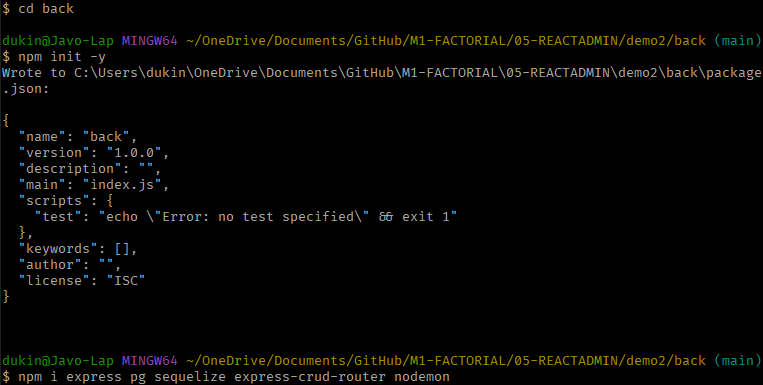 $ cd back
dukin@Javo-Lap MINGW64 ~/OneDrive/Documents/GitHub/M1-FACTORIAL/05-REACTADMIN/demo2/back (main)
$ npm init -y
Wrote to C:\Users\dukin\OneDrive\Documents\GitHub\M1-FACTORIAL\05-REACTADMIN\demo2\back\package
.json:
{
  "name": "back",
  "version": "1.0.0",
  "description": "",
  "main": "index.js",
  "scripts": {
    "test": "echo \"Error: no test specified\" && exit 1"
  },
  "keywords": [],
  "author": "",
  "license": "ISC"
}
dukin@Javo-Lap MINGW64 ~/OneDrive/Documents/GitHub/M1-FACTORIAL/05-REACTADMIN/demo2/back (main)
$ npm i express pg sequelize express-crud-router nodemon